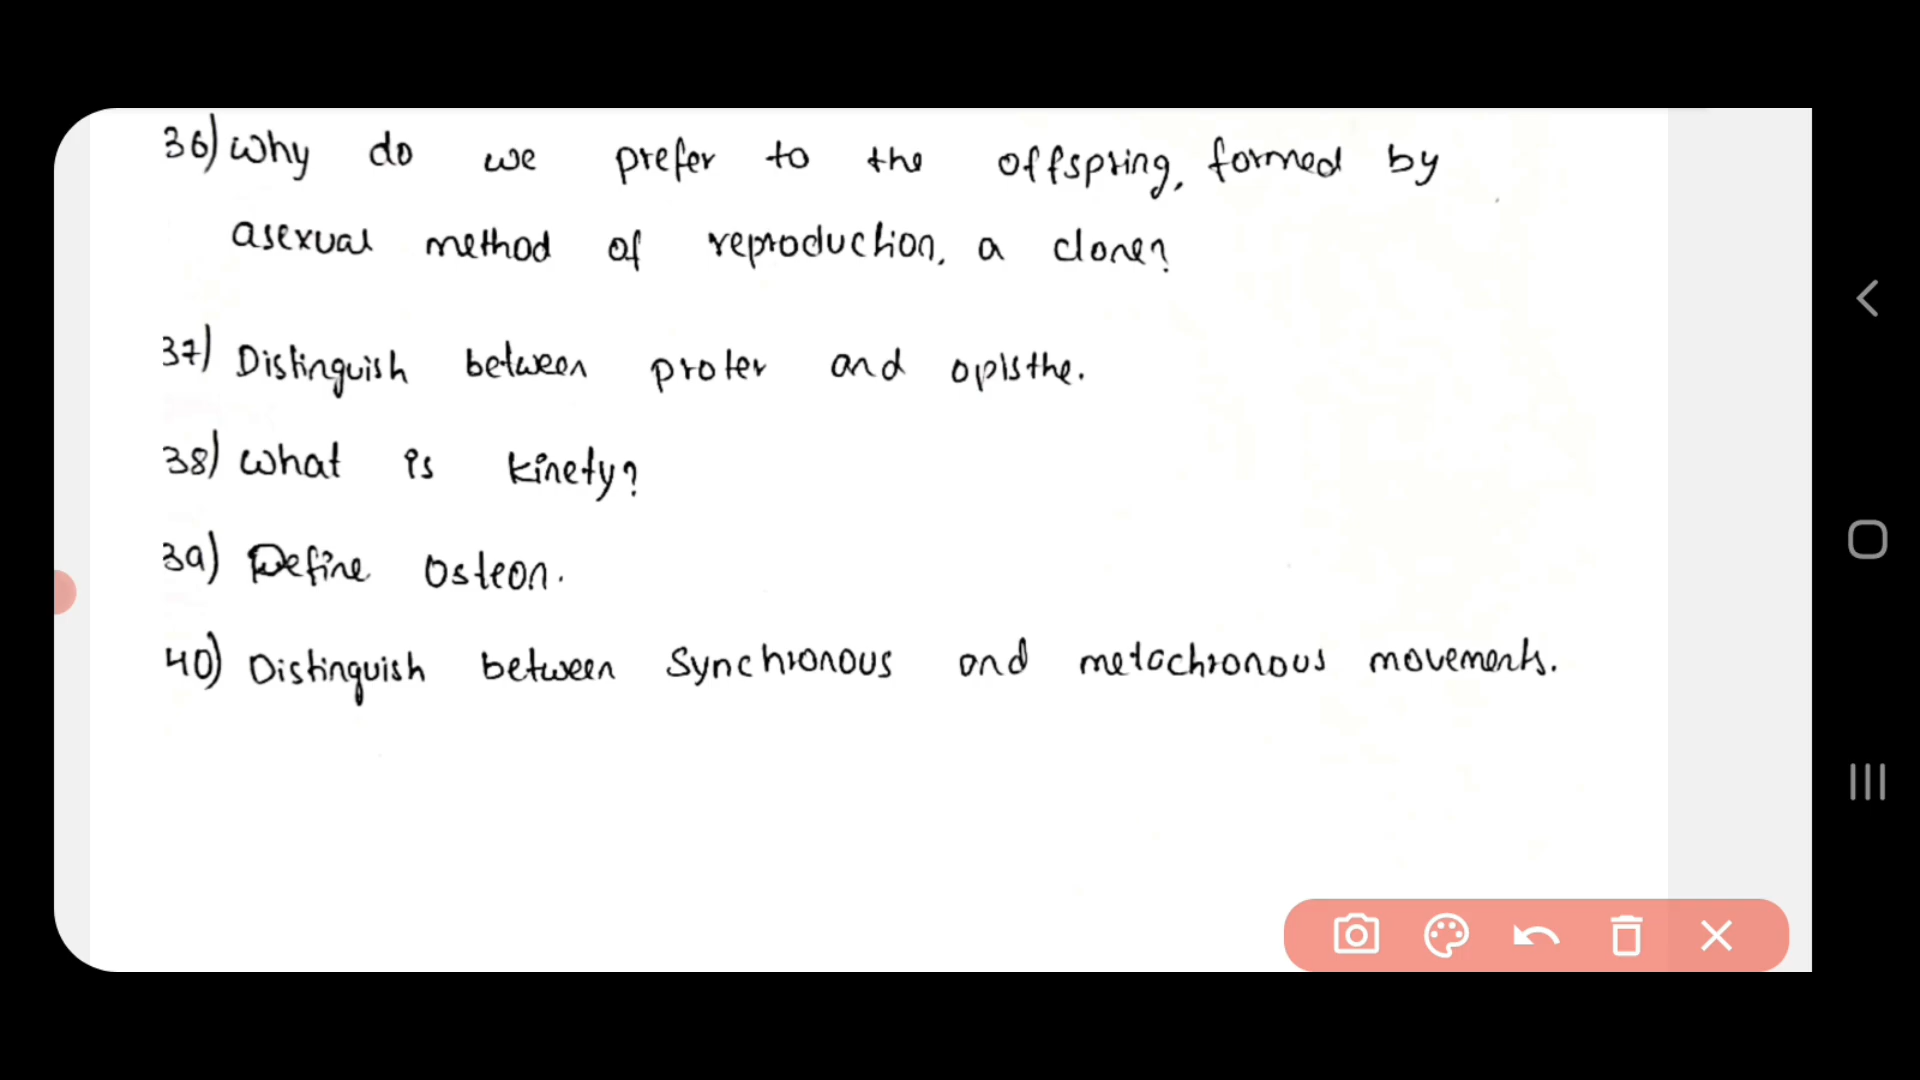 36) Why do we prefer to the offspring, formed by
asexual method of reproduction, a clone?
37) Distinguish between proter and opisthe.
38) What is kinety?
39) Define Osteon.
40) Distinguish between Synchronous and metachronous movements.